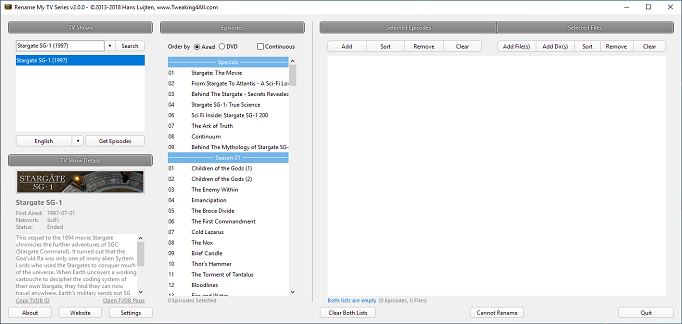 Rename My TV Series v2.0.0 - ©2013-2018 Hans Luijten, www.Tweaking4All.com
TV Shows
Stargate SG-1 (1997)
Search
Stargate SG-1 (1997)
English
Get Episodes
TV Show Details
STARGATE
SG·1
Stargate SG-1
First Aired: 1997-07-01
Network: SciFi
Status: Ended
This sequel to the 1994 movie Stargate
chronicles the further adventures of SGC
(Stargate Command). It turned out that the
Goa'uld Ra was only one of many alien System
Lords who used the Stargates to conquer much
of the universe. When Earth uncovers a working
cartouche to decipher the coding system of
their own Stargate, they find they can now
travel anywhere. Earth's military sends out SG
Copy TVDB ID
Open TVDB Page
About
Website
Settings
Episodes
Order by
Aired
DVD
Continuous
Specials
01 Stargate: The Movie
02 From Stargate To Atlantis - A Sci-Fi Lo
03 Behind The Stargate - Secrets Revealed
04 Stargate SG-1: True Science
06 Sci Fi Inside: Stargate SG-1 200
07 The Ark of Truth
08 Continuum
09 Behind The Mythology of Stargate SG-
Season 01
01 Children of the Gods (1)
02 Children of the Gods (2)
03 The Enemy Within
04 Emancipation
05 The Broca Divide
06 The First Commandment
07 Cold Lazarus
08 The Nox
09 Brief Candle
10 Thor's Hammer
11 The Torment of Tantalus
12 Bloodlines
13 Fire and Water
0 Episodes Selected
Selected Episodes
Add
Sort
Remove
Clear
Selected Files
Add File(s)
Add Dir(s)
Sort
Remove
Clear
Both lists are empty (0 Episodes, 0 Files)
Clear Both Lists
Cannot Rename
Quit